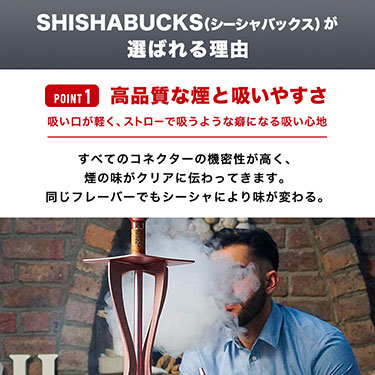 SHISHABUCKS(シーシャバックス)が
選ばれる理由
POINT 1 高品質な煙と吸いやすさ
吸い口が軽く、ストローで吸うような癖になる吸い心地
すべてのコネクターの機密性が高く、
煙の味がクリアに伝わってきます。
同じフレーバーでもシーシャにより味が変わる。